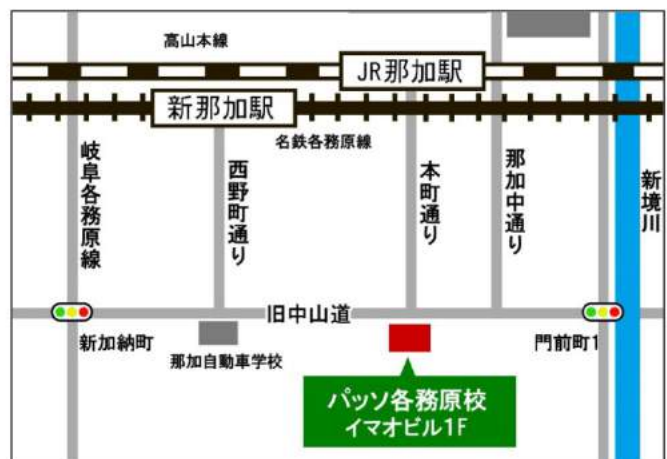 高山本線
JR那加駅
新那加駅
名鉄各務原線
岐阜各務原線
西野町通り
本町通り
那加中通り
新境川
旧中山道
新加納町
那加自動車学校
門前町1
パッソ各務原校
イマオビル1F